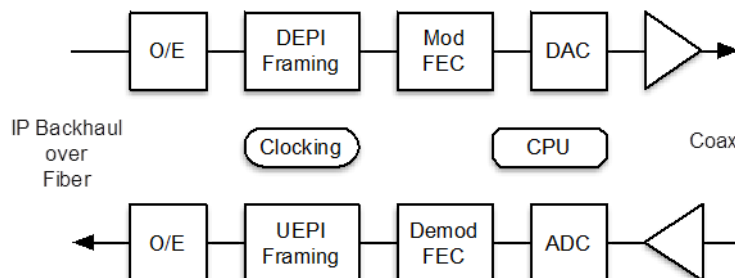 O/E
DEPI
Framing
Mod
FEC
DAC
IP Backhaul
over
Fiber
Clocking
CPU
Coax
O/E
UEPI
Framing
Demod
FEC
ADC